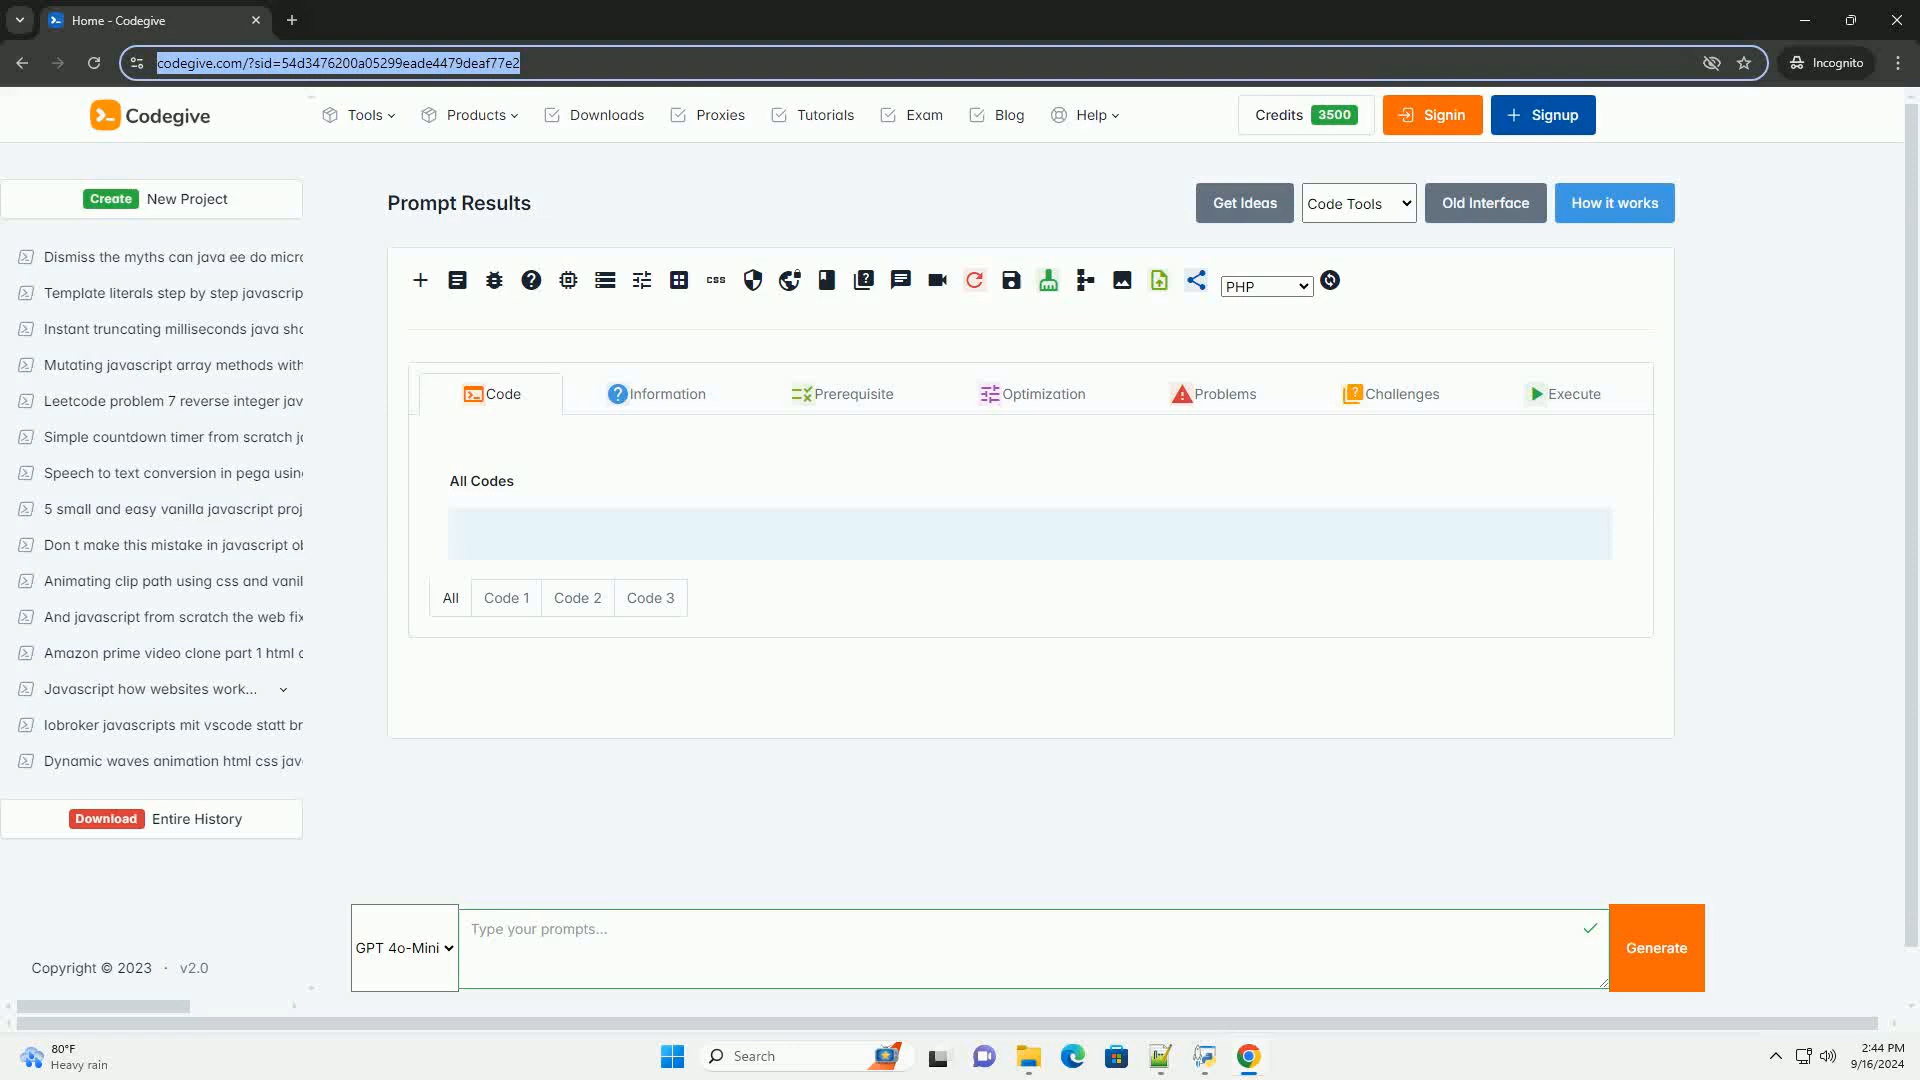 Home - Codegive
codegive.com/?sid=54d3476200a05299eade4479deaf77e2
Incognito
Codegive
Tools
Products
Downloads
Proxies
Tutorials
Exam
Blog
Help
Credits 3500
Signin
Signup
Create New Project
Dismiss the myths can java ee do micro
Template literals step by step javascrip
Instant truncating milliseconds java sho
Mutating javascript array methods with
Leetcode problem 7 reverse integer jav
Simple countdown timer from scratch
Speech to text conversion in pega using
5 small and easy vanilla javascript proj
Don t make this mistake in javascript ob
Animating clip path using css and vanil
And javascript from scratch the web fix
Amazon prime video clone part 1 html c
Javascript how websites work...
Iobroker javascripts mit vscode statt br
Dynamic waves animation html css jav
Download Entire History
Copyright © 2023 · v2.0
Prompt Results
Get Ideas
Code Tools
Old Interface
How it works
css
PHP
Code
Information
Prerequisite
Optimization
Problems
Challenges
Execute
All Codes
All
Code 1
Code 2
Code 3
GPT 4o-Mini
Type your prompts...
Generate
80°F
Heavy rain
Search
2:44 PM
9/16/2024